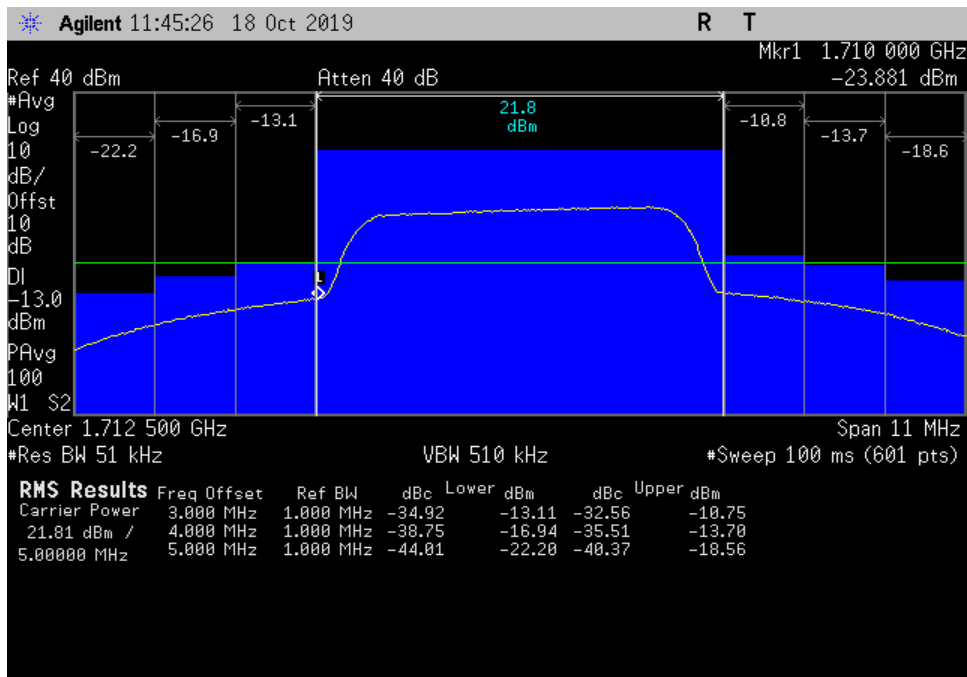 Agilent 11:45:26 18 Oct 2019 R T
Mkr1 1.710 000 GHz
Ref 40 dBm Atten 40 dB -23.881 dBm
#Avg
Log
10
dB/
Offst
10
dB
DI
-13.0
dBm
PAvg
100
W1 S2
-22.2
-16.9
-13.1
21.8
dBm
-10.8
-13.7
-18.6
1
Center 1.712 500 GHz Span 11 MHz
#Res BW 51 kHz VBW 510 kHz #Sweep 100 ms (601 pts)
RMS Results Freq Offset Ref BW dBc Lower dBm dBc Upper dBm
Carrier Power 3.000 MHz 1.000 MHz -34.92 -13.11 -32.56 -10.75
21.81 dBm / 4.000 MHz 1.000 MHz -38.75 -16.94 -35.51 -13.70
5.00000 MHz 5.000 MHz 1.000 MHz -44.01 -22.20 -40.37 -18.56